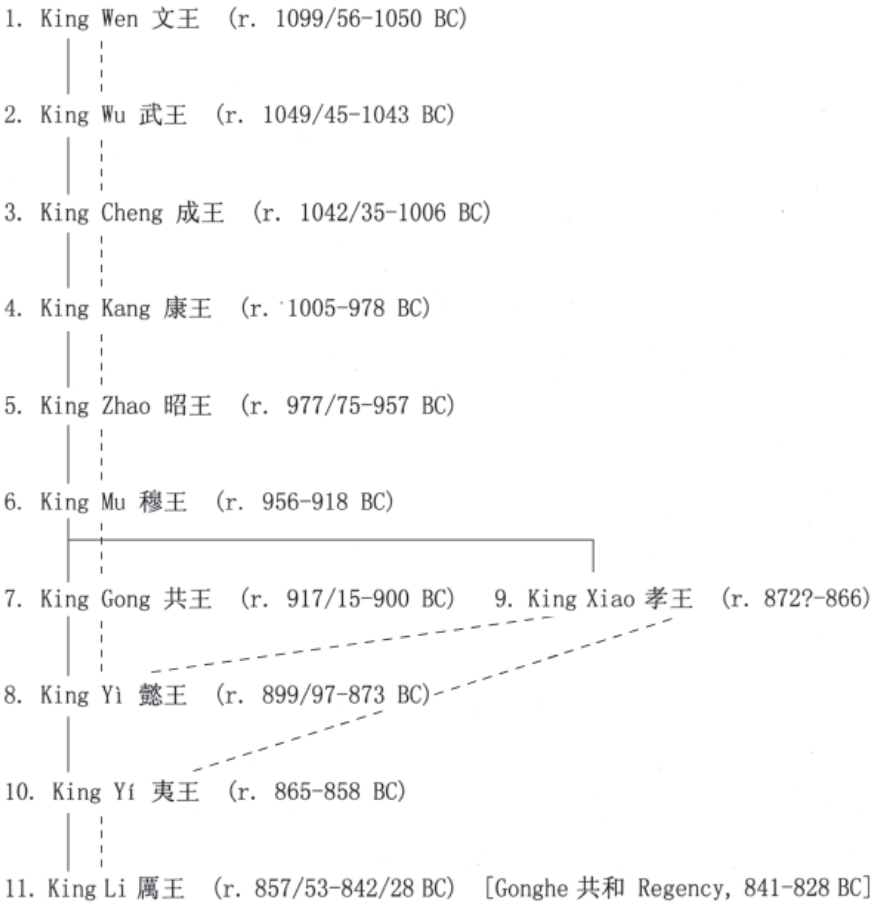 1. King Wen 文王 (r. 1099/56-1050 BC)
2. King Wu 武王 (r. 1049/45-1043 BC)
3. King Cheng 成王 (r. 1042/35-1006 BC)
4. King Kang 康王 (r. 1005-978 BC)
5. King Zhao 昭王 (r. 977/75-957 BC)
6. King Mu 穆王 (r. 956-918 BC)
7. King Gong 共王 (r. 917/15-900 BC) 9. King Xiao 孝王 (r. 872?-866)
8. King Yì 懿王 (r. 899/97-873 BC)
10. King Yí 夷王 (r. 865-858 BC)
11. King Li 厲王 (r. 857/53-842/28 BC) [Gonghe 共和 Regency, 841-828 BC]